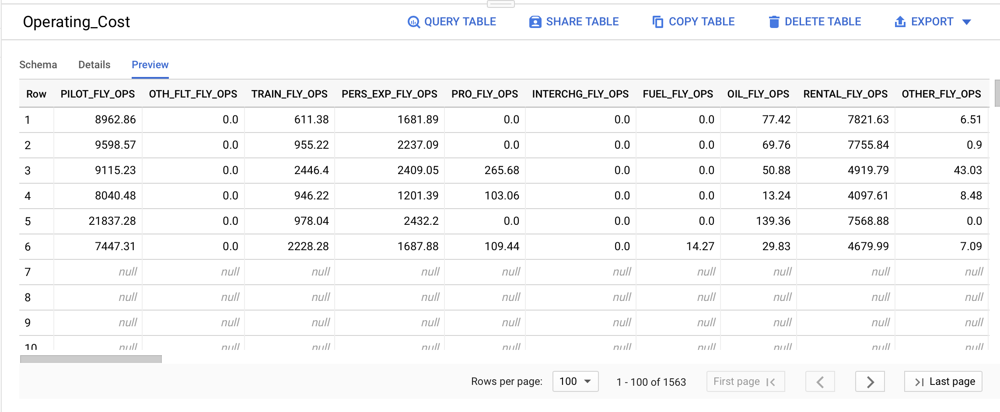 Operating_Cost QUERY TABLE SHARE TABLE COPY TABLE DELETE TABLE EXPORT
Schema Details Preview
Row PILOT_FLY_OPS OTH_FLT_FLY_OPS TRAIN_FLY_OPS PERS_EXP_FLY_OPS PRO_FLY_OPS INTERCHG_FLY_OPS FUEL_FLY_OPS OIL_FLY_OPS RENTAL_FLY_OPS OTHER_FLY_OPS
1 8962.86 0.0 611.38 1681.89 0.0 0.0 0.0 77.42 7821.63 6.51
2 9598.57 0.0 955.22 2237.09 0.0 0.0 0.0 69.76 7755.84 0.9
3 9115.23 0.0 2446.4 2409.05 265.68 0.0 0.0 50.88 4919.79 43.03
4 8040.48 0.0 946.22 1201.39 103.06 0.0 0.0 13.24 4097.61 8.48
5 21837.28 0.0 978.04 2432.2 0.0 0.0 0.0 139.36 7568.88 0.0
6 7447.31 0.0 2228.28 1687.88 109.44 0.0 14.27 29.83 4679.99 7.09
7 null null null null null null null null null null
8 null null null null null null null null null null
9 null null null null null null null null null null
10 null null null null null null null null null null
Rows per page: 100 1 - 100 of 1563 First page Last page